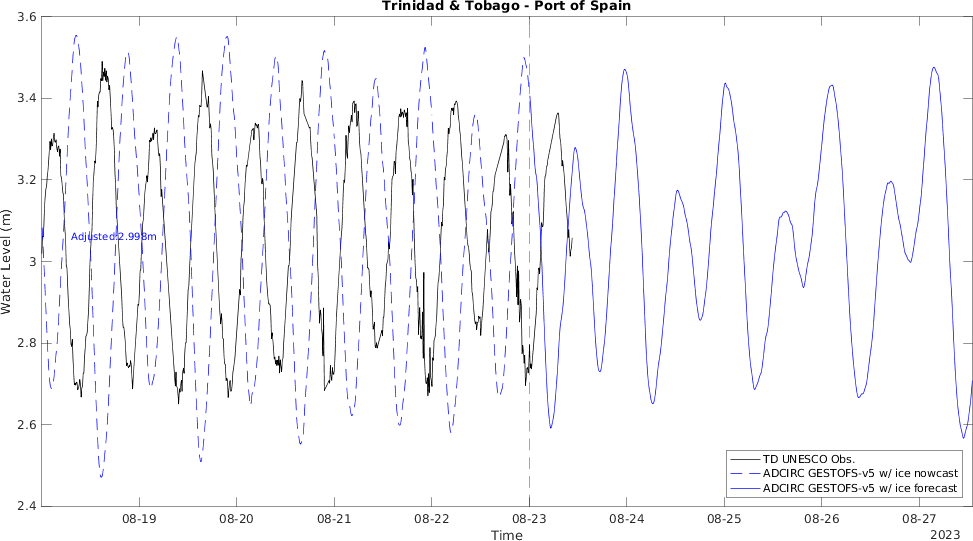 Trinidad & Tobago - Port of Spain
3.6
3.4
3.2
3
2.8
2.6
2.4
Water Level (m)
Adjusted:2.998m
TD UNESCO Obs.
ADCIRC GESTOFS-v5 w/ ice nowcast
ADCIRC GESTOFS-v5 w/ ice forecast
08-19 08-20 08-21 08-22 08-23 08-24 08-25 08-26 08-27
Time
2023